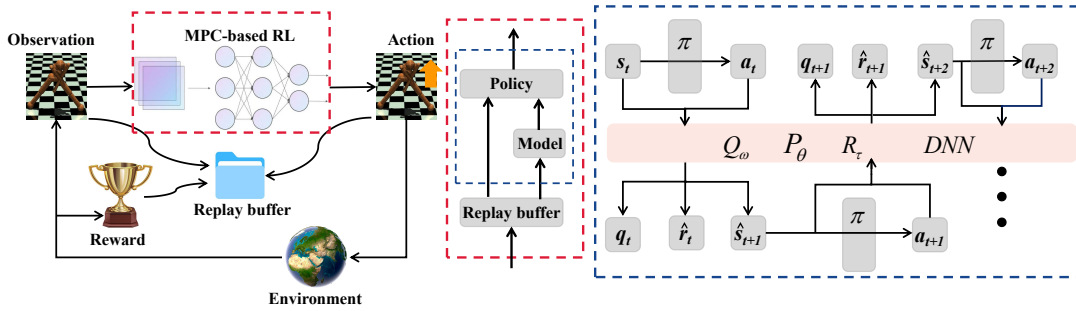 Observation
MPC-based RL
Action
Replay buffer
Reward
Environment
Policy
Model
Replay buffer
s_t
π
a_t
q_{t+1}
r̂_{t+1}
ŝ_{t+2}
π
a_{t+2}
Q_ω P_θ R_τ DNN
q_t
r̂_t
ŝ_{t+1}
π
a_{t+1}